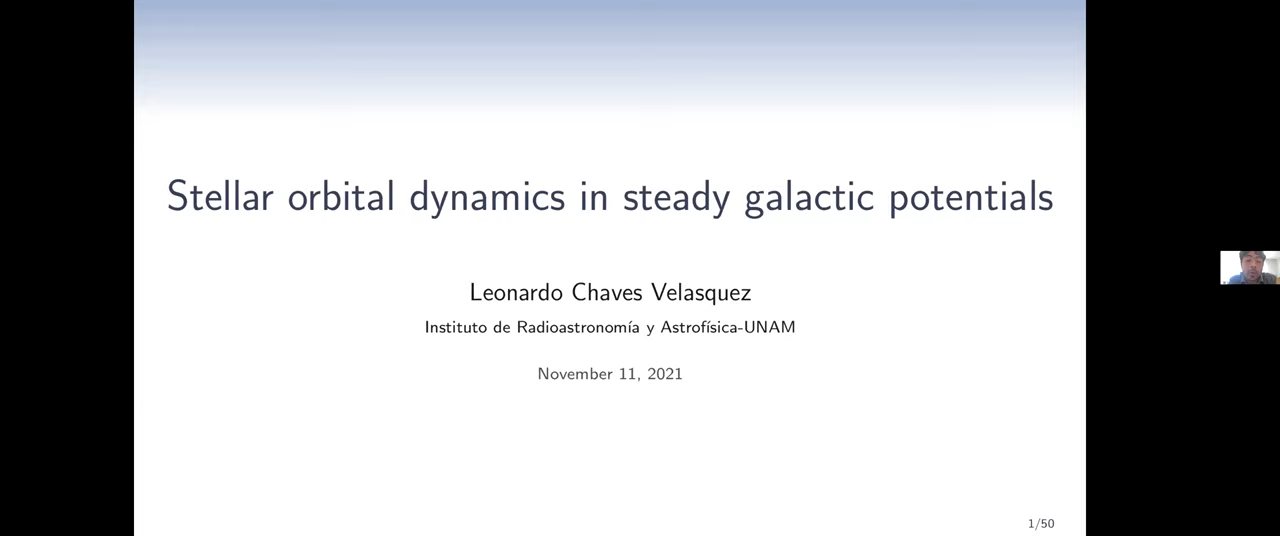 Stellar orbital dynamics in steady galactic potentials
Leonardo Chaves Velasquez
Instituto de Radioastronomía y Astrofísica-UNAM
November 11, 2021
1/50